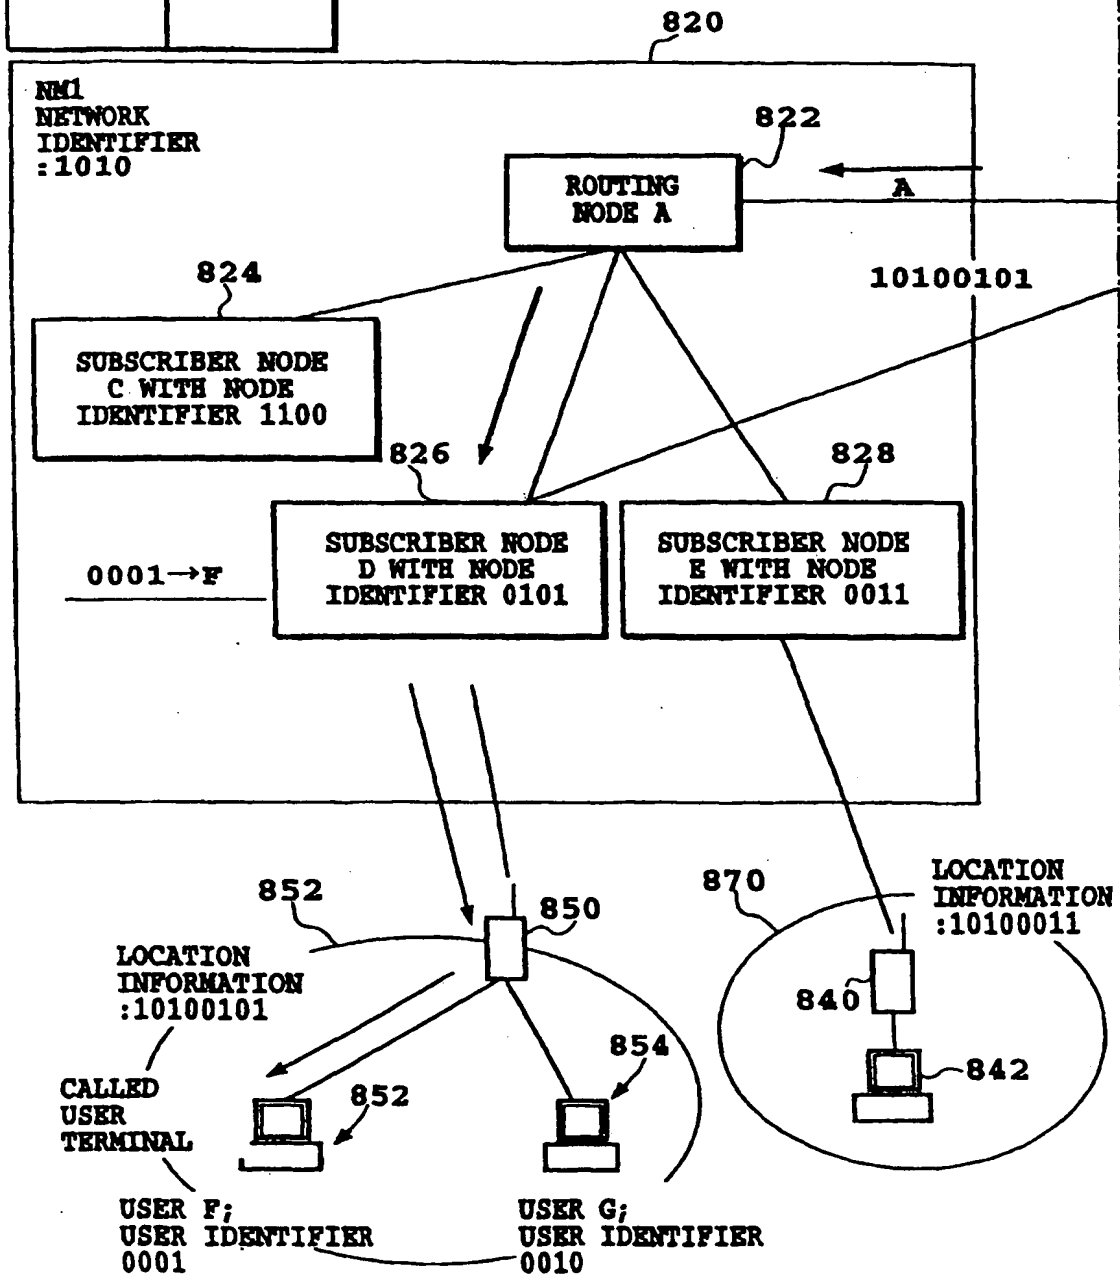 820
NM1
NETWORK
IDENTIFIER
:1010
822
ROUTING
NODE A
A
824
10100101
SUBSCRIBER NODE
C WITH NODE
IDENTIFIER 1100
826
828
SUBSCRIBER NODE
D WITH NODE
IDENTIFIER 0101
SUBSCRIBER NODE
E WITH NODE
IDENTIFIER 0011
0001→F
852
850
870
LOCATION
INFORMATION
:10100011
LOCATION
INFORMATION
:10100101
840
854
842
852
CALLED
USER
TERMINAL
USER F;
USER IDENTIFIER
0001
USER G;
USER IDENTIFIER
0010